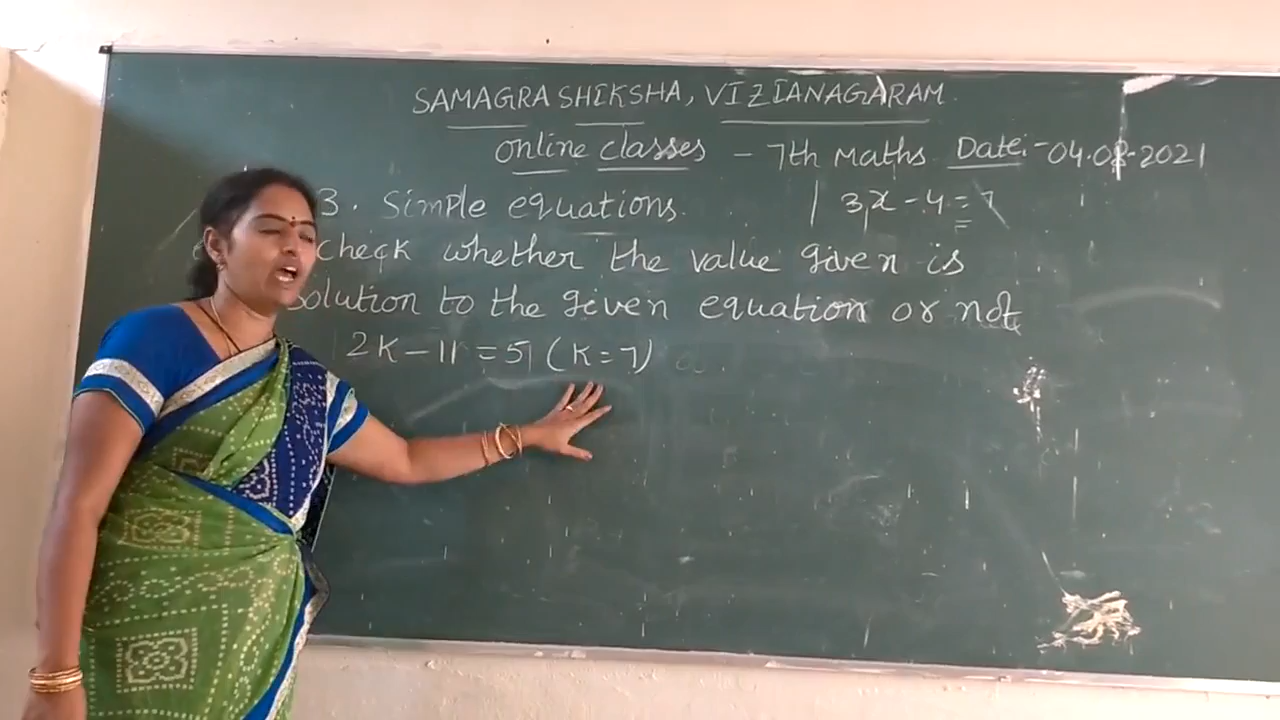 SAMAGRA SHIKSHA, VIZIANAGARAM
online classes - 7th Maths Date:- 04.08.2021
3. Simple equations. 3x - 4 =
check whether the value given is
solution to the given equation or not
2K - 11 = 5 (K = 7)